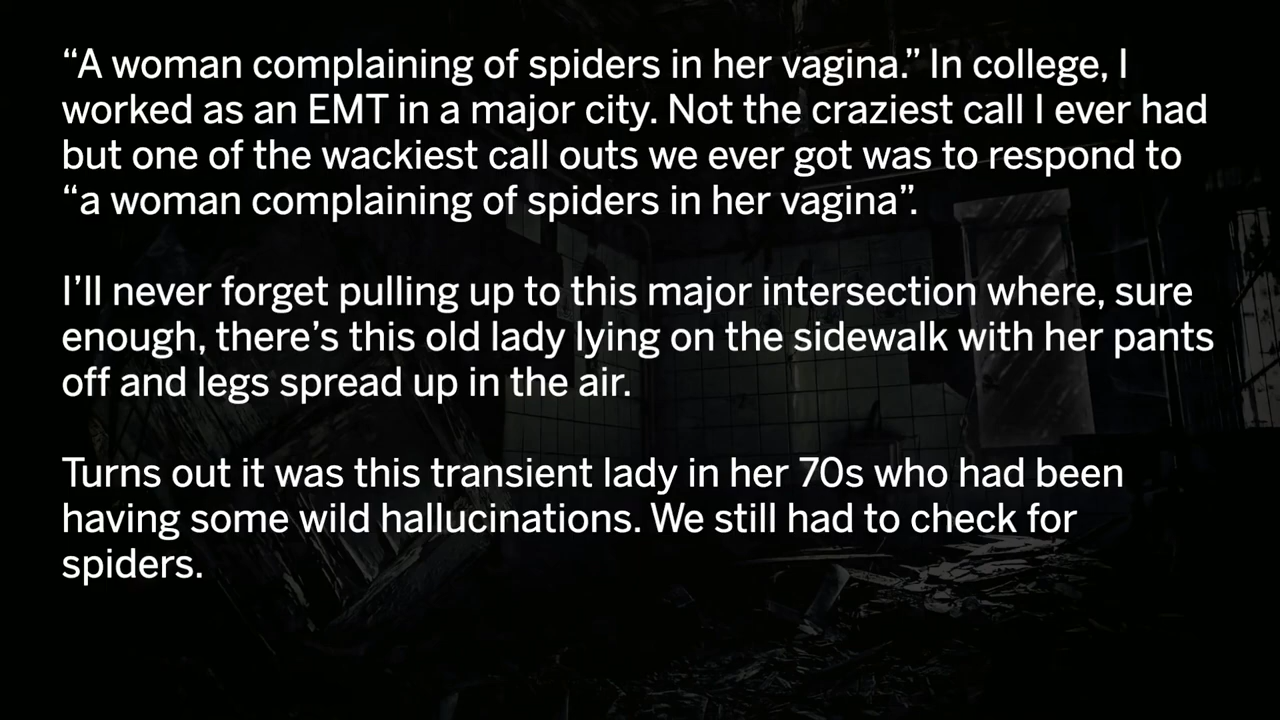 “A woman complaining of spiders in her vagina.” In college, I
worked as an EMT in a major city. Not the craziest call I ever had
but one of the wackiest call outs we ever got was to respond to
“a woman complaining of spiders in her vagina”.
I’ll never forget pulling up to this major intersection where, sure
enough, there’s this old lady lying on the sidewalk with her pants
off and legs spread up in the air.
Turns out it was this transient lady in her 70s who had been
having some wild hallucinations. We still had to check for
spiders.